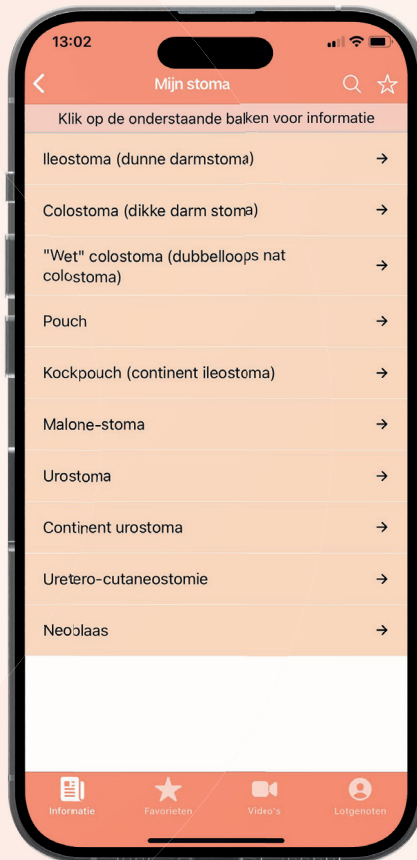 13:02
Mijn stoma
Klik op de onderstaande balken voor informatie
Ileostoma (dunne darmstoma)
Colostoma (dikke darm stoma)
"Wet" colostoma (dubbelloops nat
colostoma)
Pouch
Kockpouch (continent ileostoma)
Malone-stoma
Urostoma
Continent urostoma
Uretero-cutaneostomie
Neoblaas
Informatie Favorieten Video's Lotgenoten